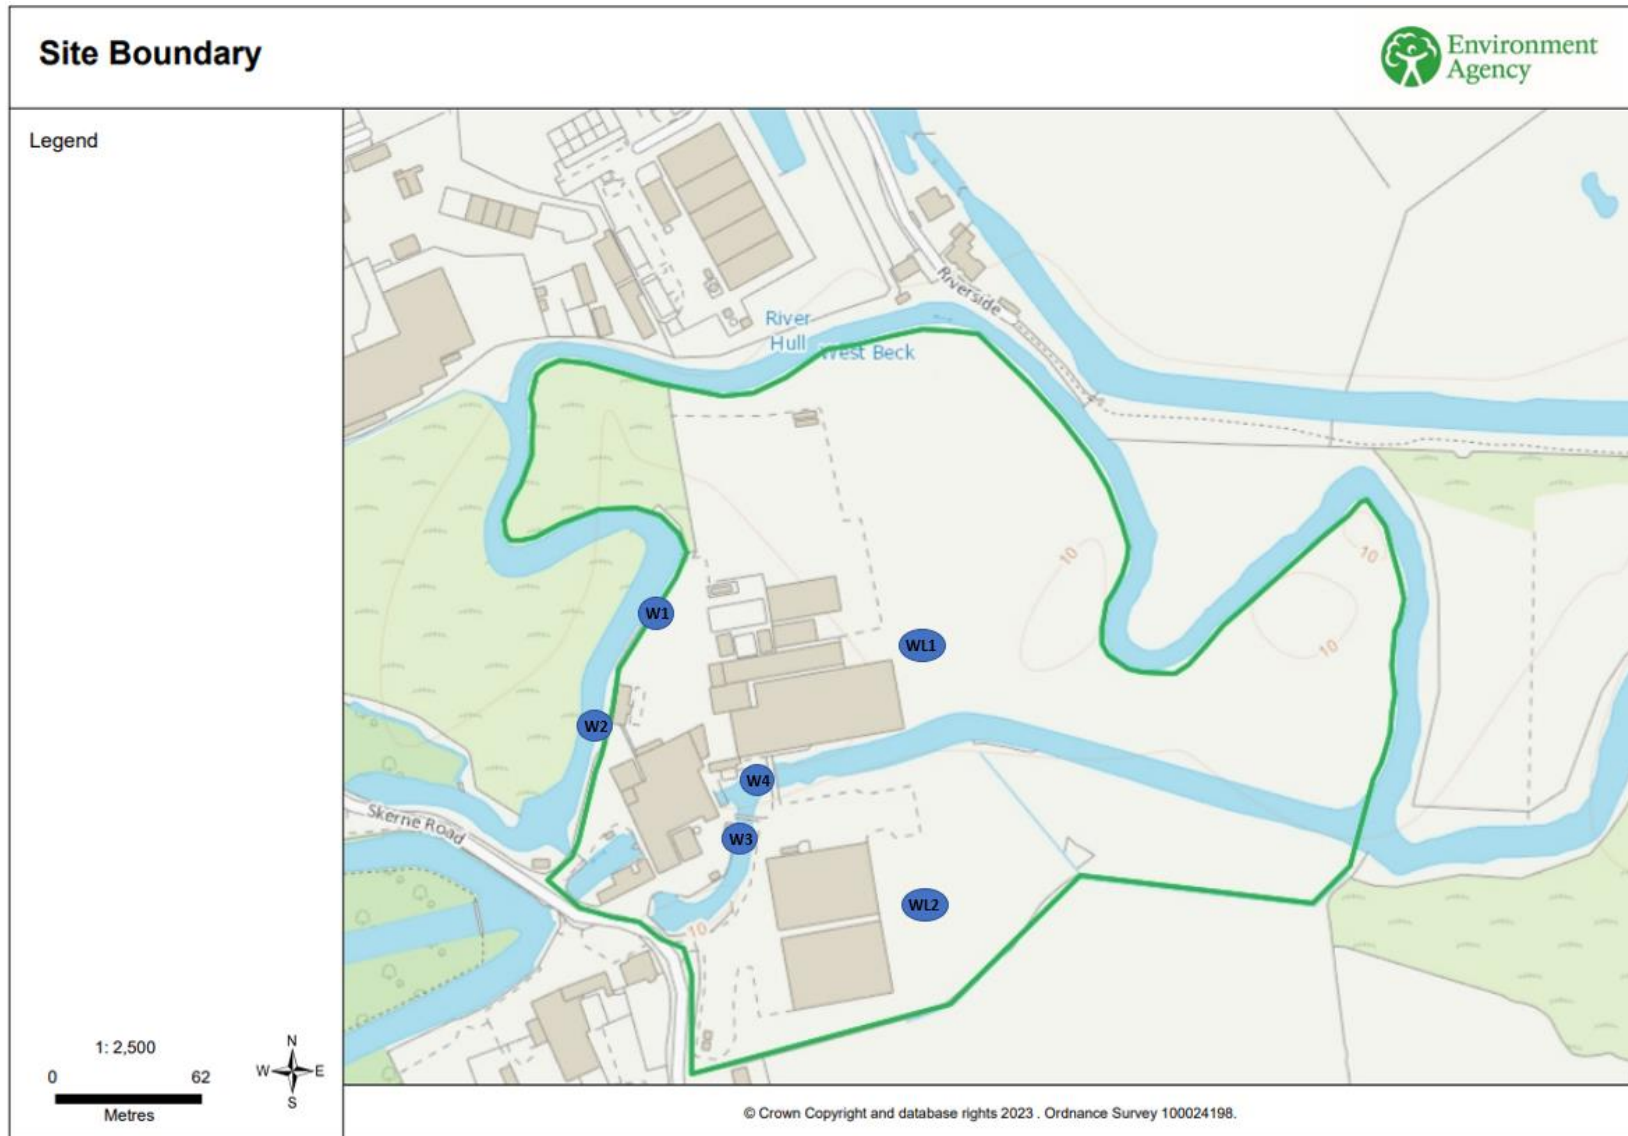 Site Boundary
Environment
Agency
Legend
Riverside
River
Hull
West Beck
10
10
10
W1
WL1
W2
W4
Skerne Road
W3
WL2
10
1: 2,500
0 62
Metres
N
W E
S
© Crown Copyright and database rights 2023 . Ordnance Survey 100024198.